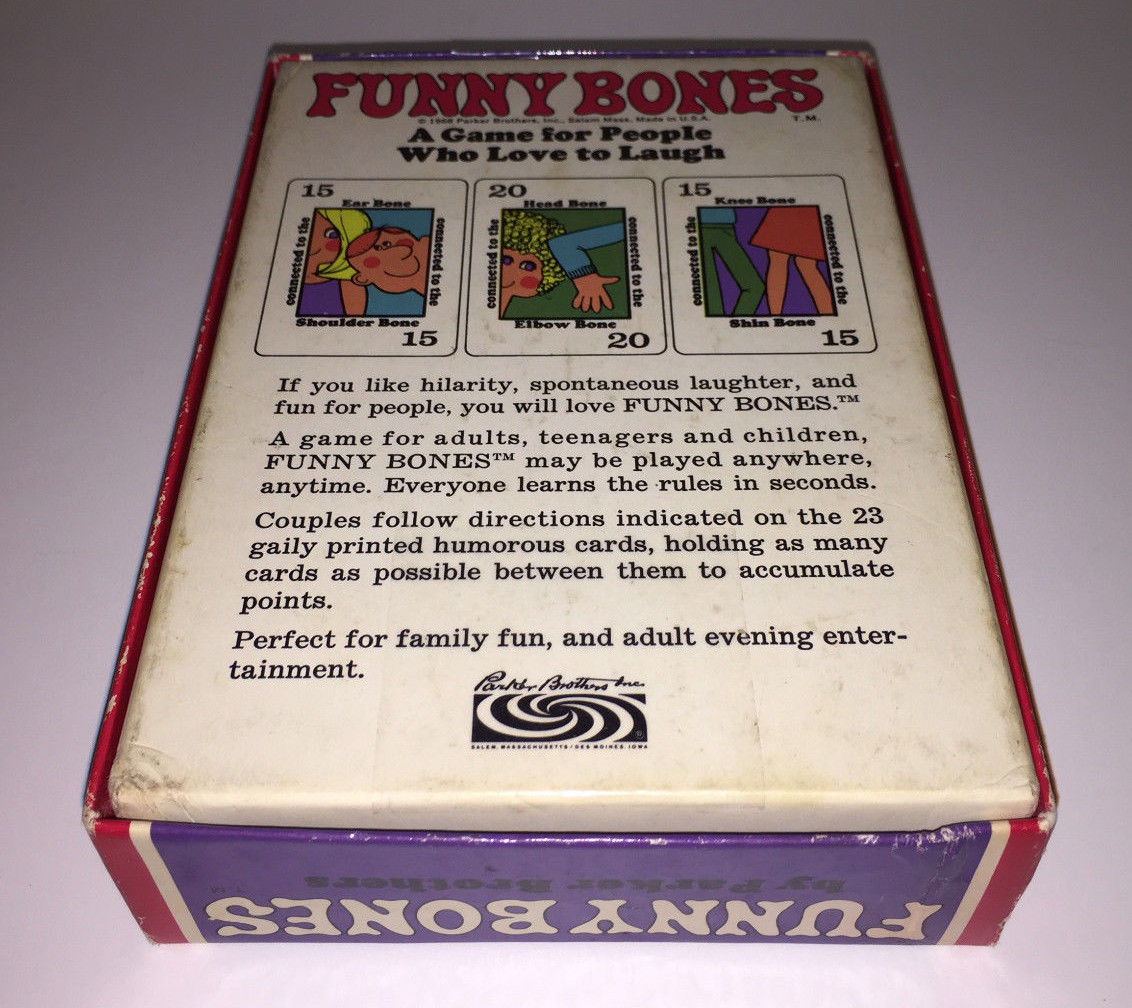 FUNNY BONES
© 1968 Parker Brothers, Inc., Salem Mass. Made in U.S.A.
T.M.
A Game for People
Who Love to Laugh
15
Ear Bone
connected to the
connected to the
Shoulder Bone
15
20
Head Bone
connected to the
connected to the
Elbow Bone
20
15
Knee Bone
connected to the
connected to the
Shin Bone
15
If you like hilarity, spontaneous laughter, and
fun for people, you will love FUNNY BONES.™
A game for adults, teenagers and children,
FUNNY BONES™ may be played anywhere,
anytime. Everyone learns the rules in seconds.
Couples follow directions indicated on the 23
gaily printed humorous cards, holding as many
cards as possible between them to accumulate
points.
Perfect for family fun, and adult evening enter-
tainment.
Parker Brothers Inc.
®
SALEM, MASSACHUSETTS / DES MOINES, IOWA
FUNNY BONES
T.M.
by Parker Brothers